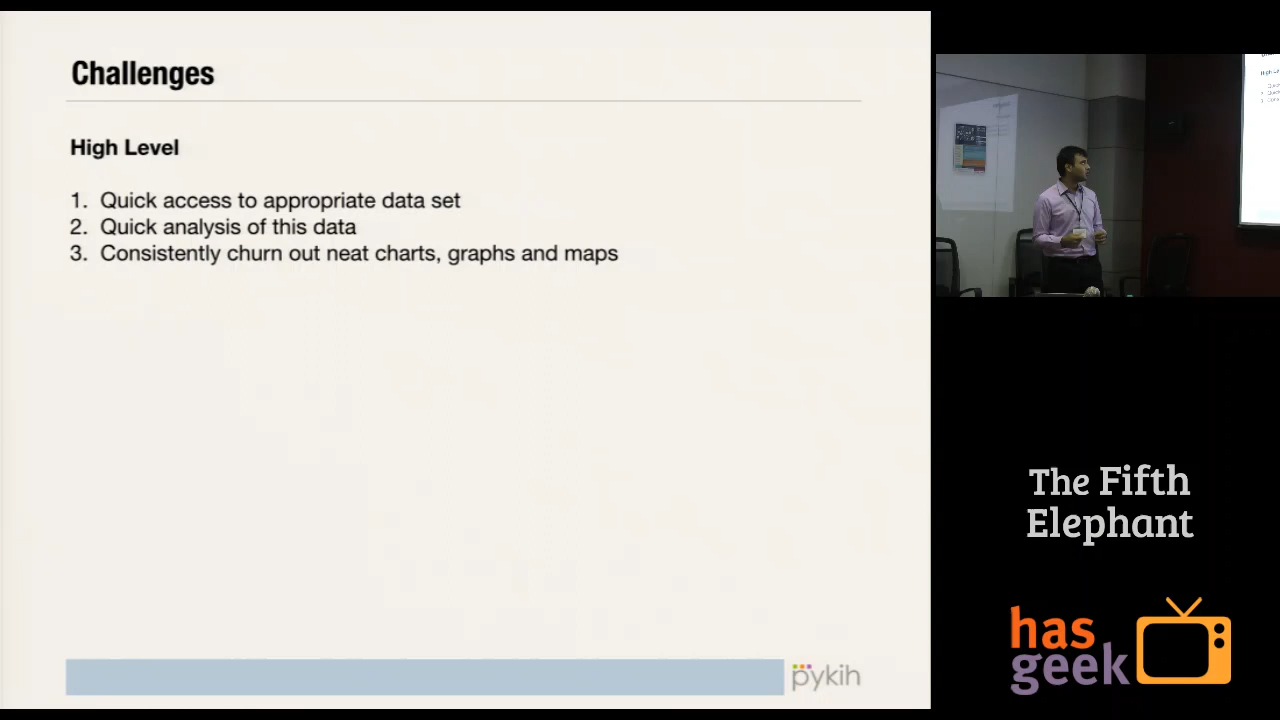 Challenges
High Level
1. Quick access to appropriate data set
2. Quick analysis of this data
3. Consistently churn out neat charts, graphs and maps
pykih
The Fifth
Elephant
has
geek